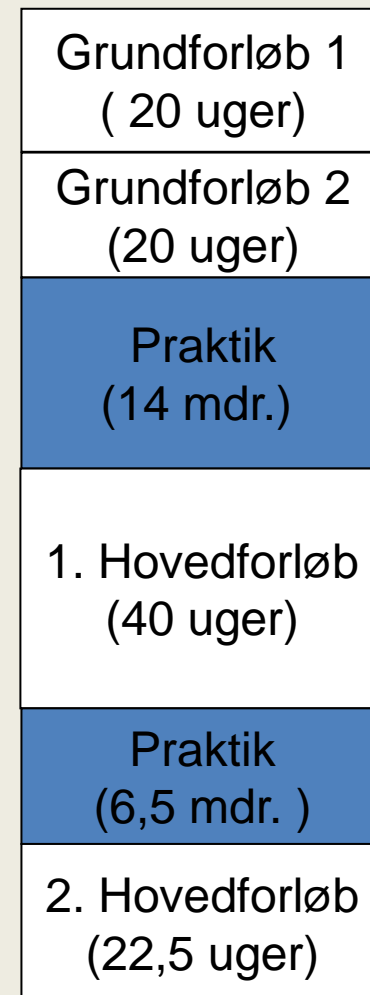 Grundforløb 1
( 20 uger)
Grundforløb 2
(20 uger)
Praktik
(14 mdr.)
1. Hovedforløb
(40 uger)
Praktik
(6,5 mdr. )
2. Hovedforløb
(22,5 uger)